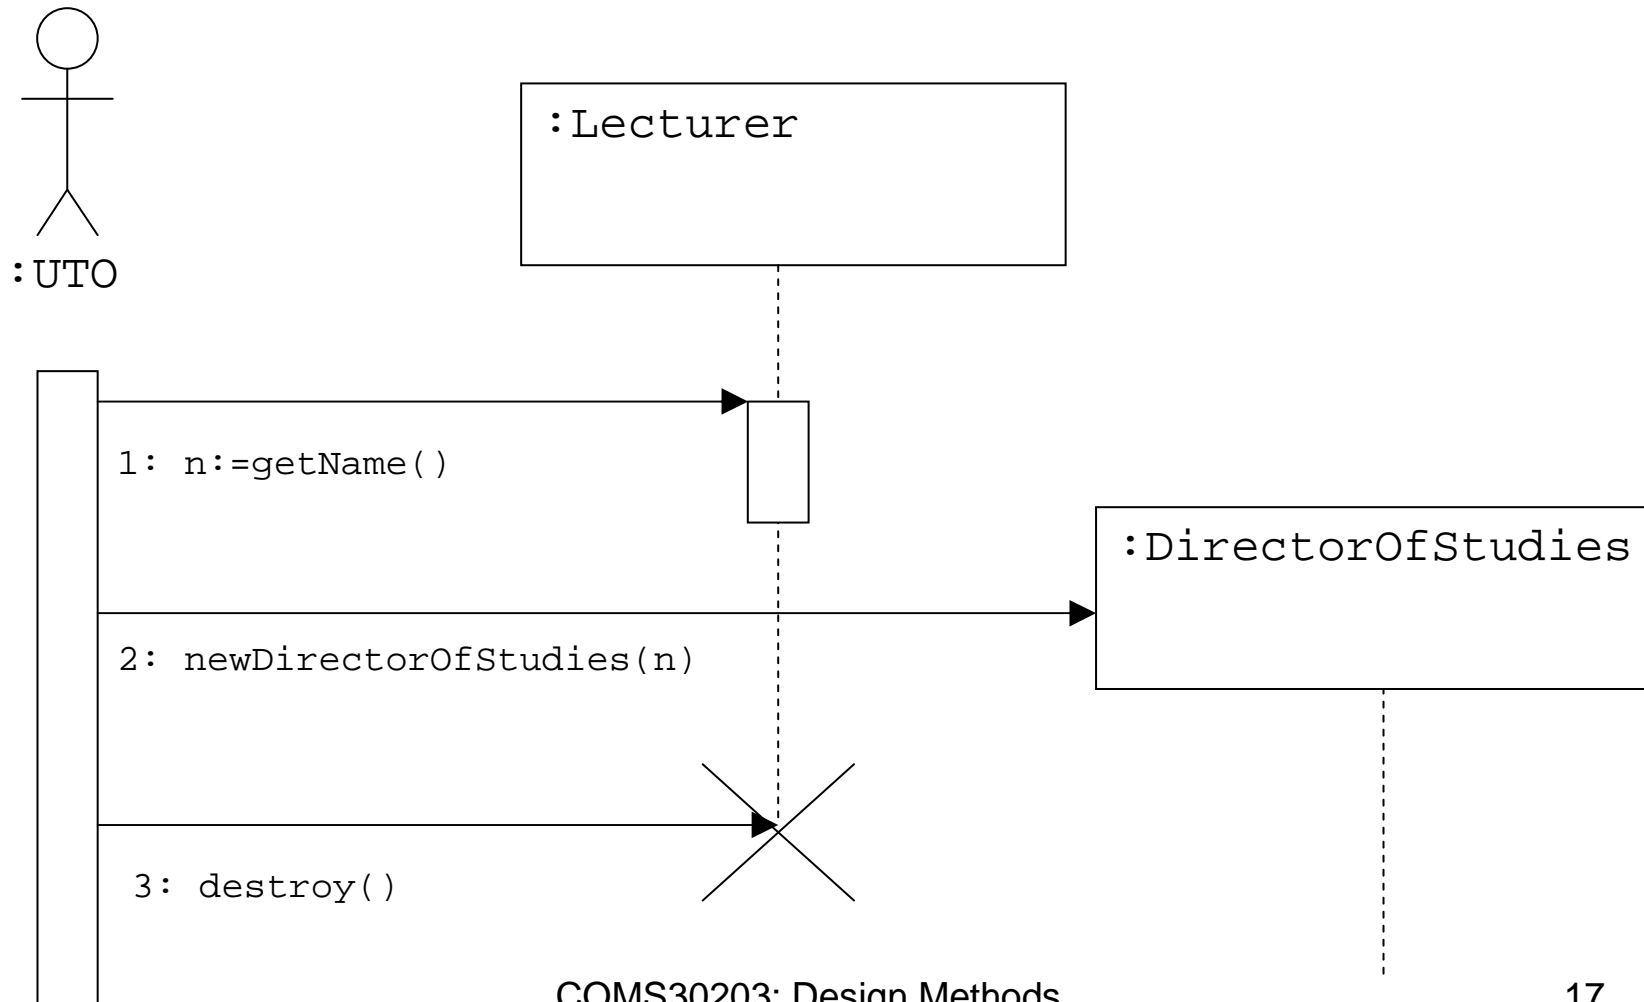 :Lecturer
:UTO
1: n:=getName()
:DirectorOfStudies
2: newDirectorOfStudies(n)
3: destroy()
COMS30203: Design Methods
17